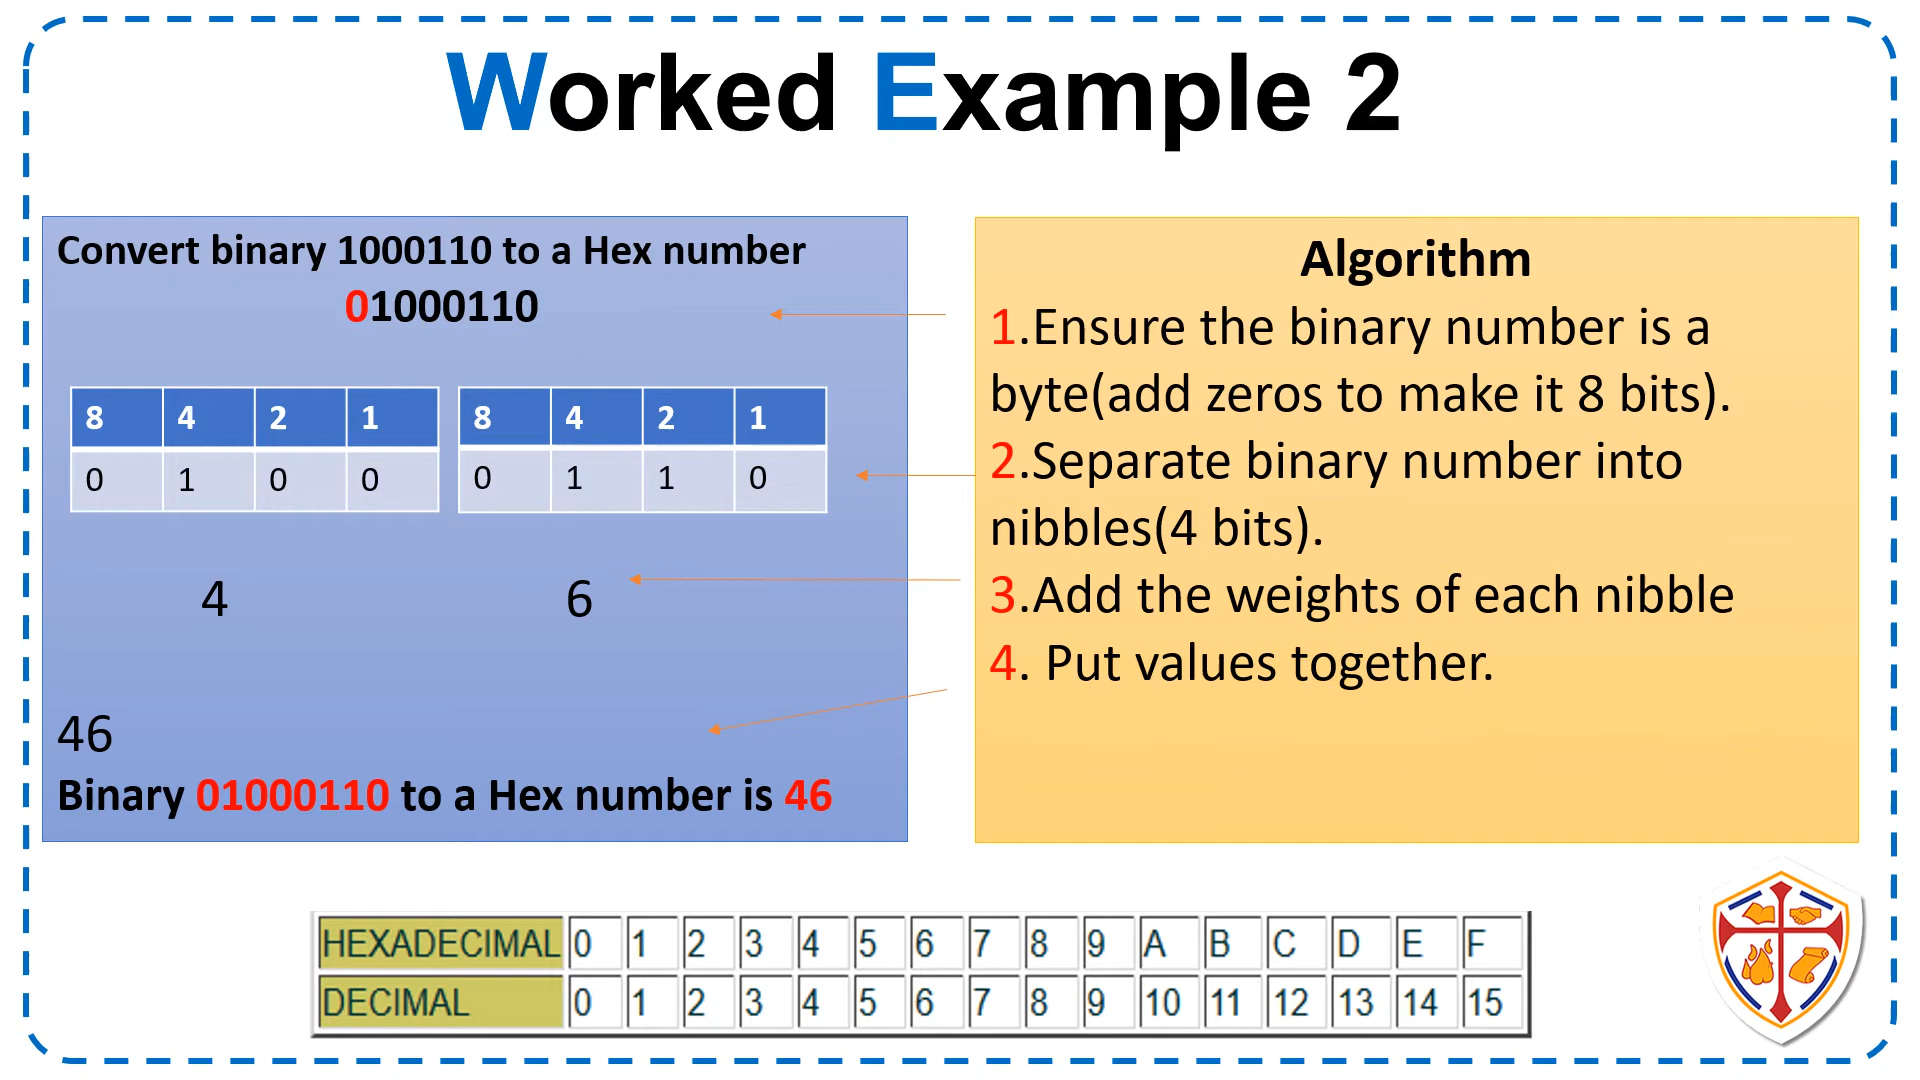 Worked Example 2
Convert binary 1000110 to a Hex number
01000110
8 4 2 1 8 4 2 1
0 1 0 0 0 1 1 0
4 6
46
Binary 01000110 to a Hex number is 46
Algorithm
1.Ensure the binary number is a
byte(add zeros to make it 8 bits).
2.Separate binary number into
nibbles(4 bits).
3.Add the weights of each nibble
4. Put values together.
HEXADECIMAL 0 1 2 3 4 5 6 7 8 9 A B C D E F
DECIMAL 0 1 2 3 4 5 6 7 8 9 10 11 12 13 14 15